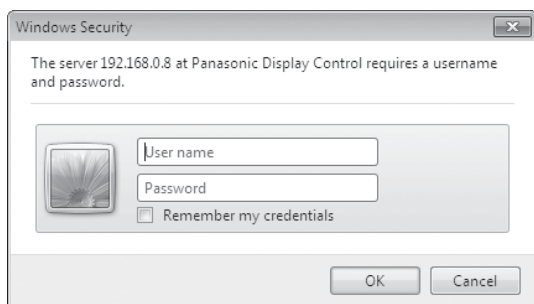 Windows Security
The server 192.168.0.8 at Panasonic Display Control requires a username
and password.
User name
Password
Remember my credentials
OK
Cancel